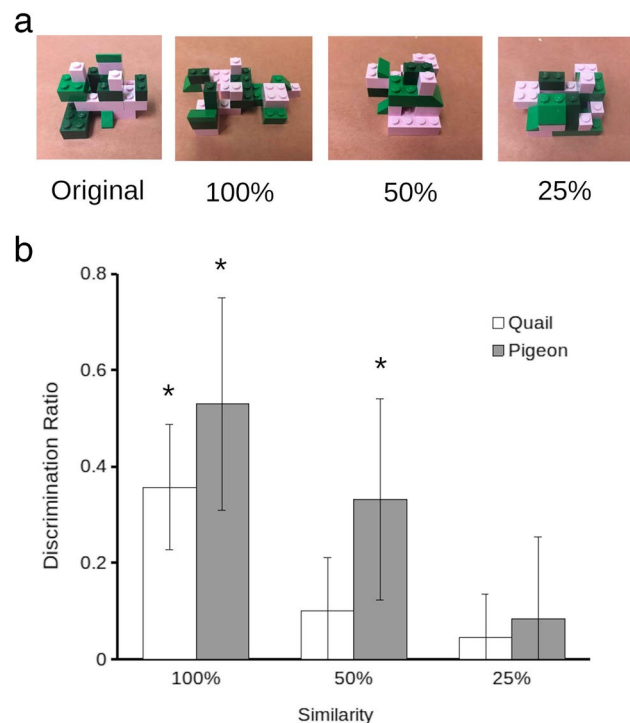 a
Original 100% 50% 25%
b
0.8
*
*
Quail
Pigeon
*
0.6
0.4
0.2
0
Discrimination Ratio
100% 50% 25%
Similarity